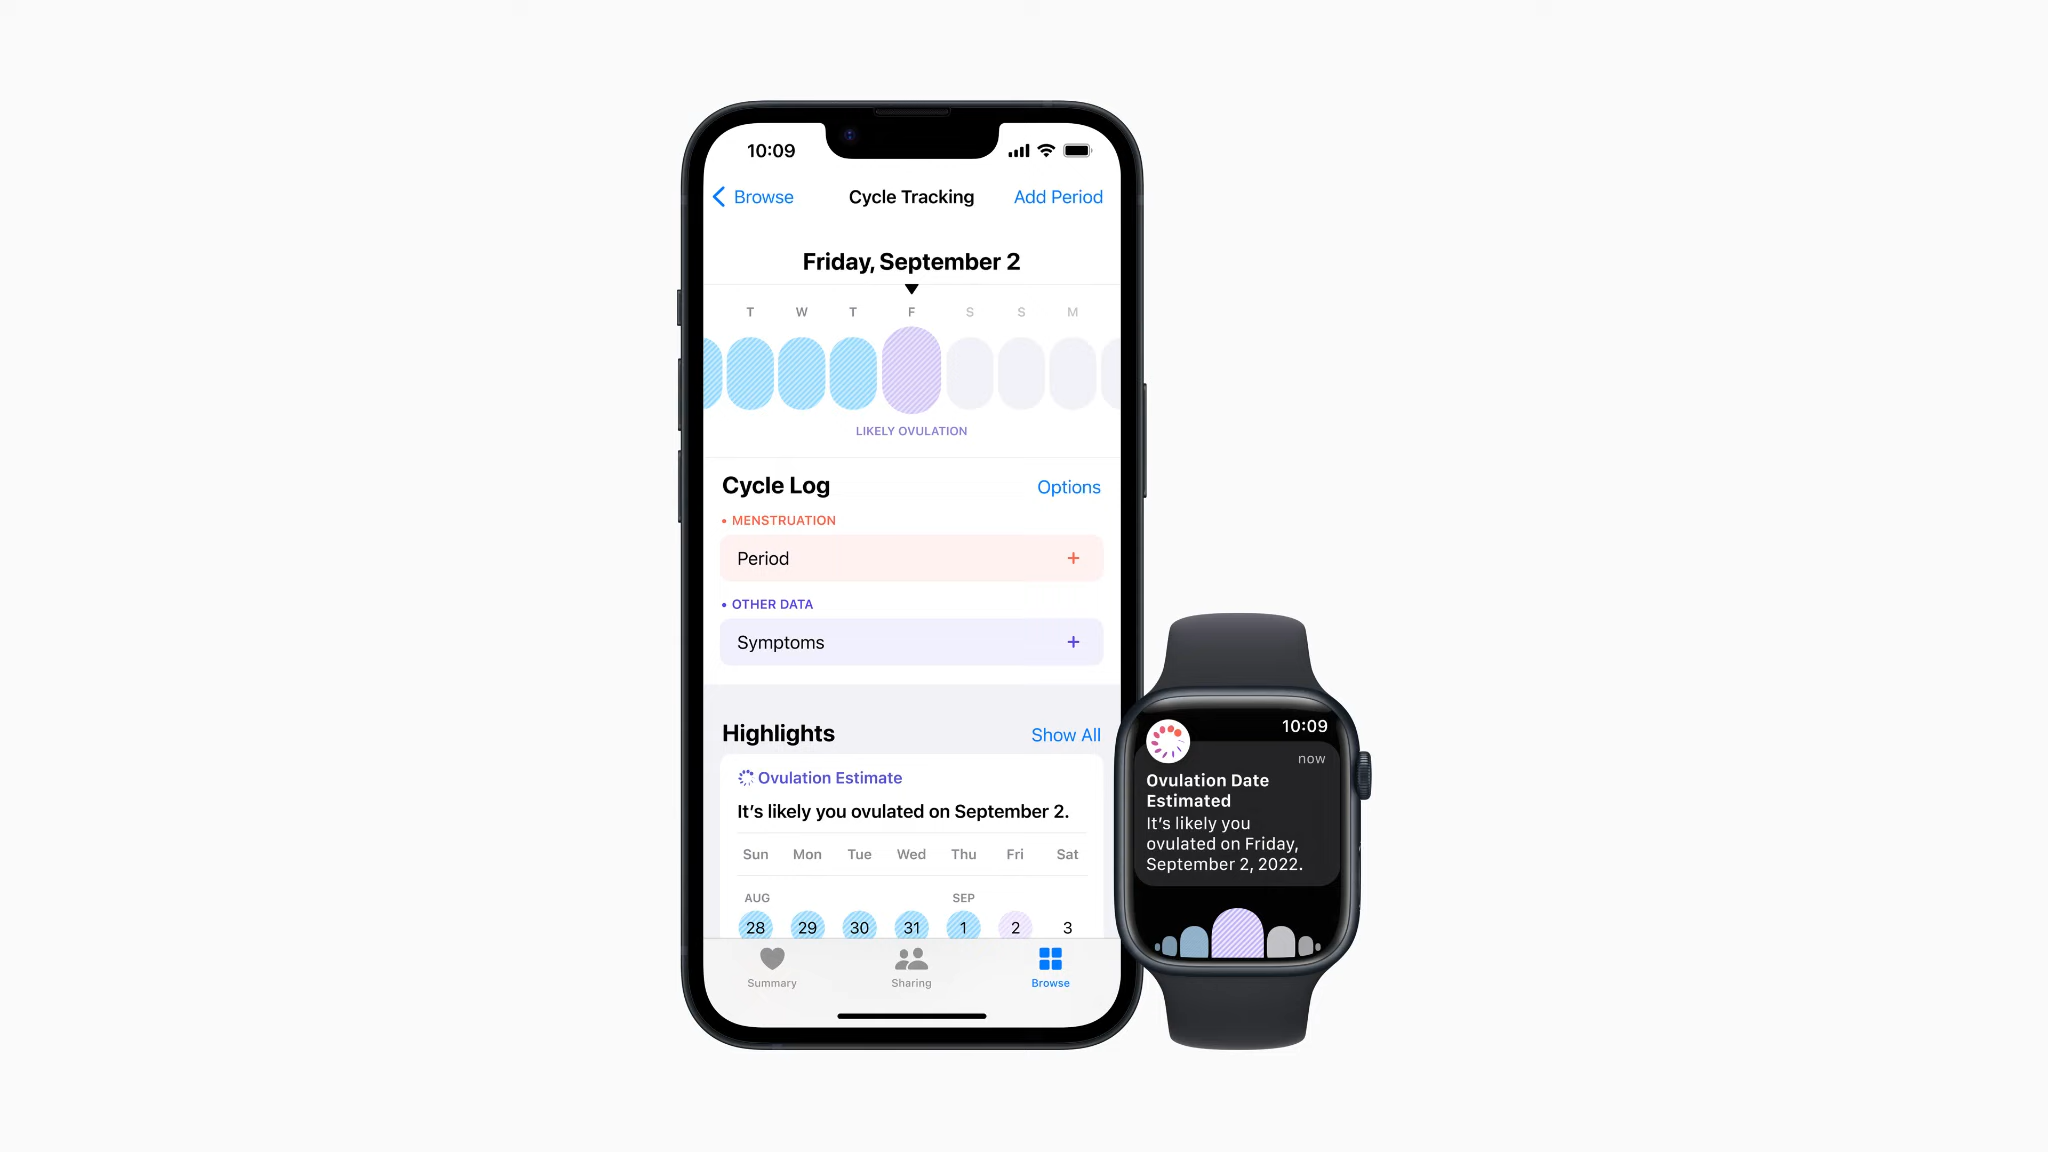 10:09
Browse
Cycle Tracking
Add Period
Friday, September 2
T W T F S S M
LIKELY OVULATION
Cycle Log
Options
• MENSTRUATION
Period
+
• OTHER DATA
Symptoms
+
Highlights
Show All
Ovulation Estimate
It’s likely you ovulated on September 2.
Sun Mon Tue Wed Thu Fri Sat
AUG SEP
28 29 30 31 1 2 3
Summary
Sharing
Browse
10:09
now
Ovulation Date
Estimated
It’s likely you
ovulated on Friday,
September 2, 2022.